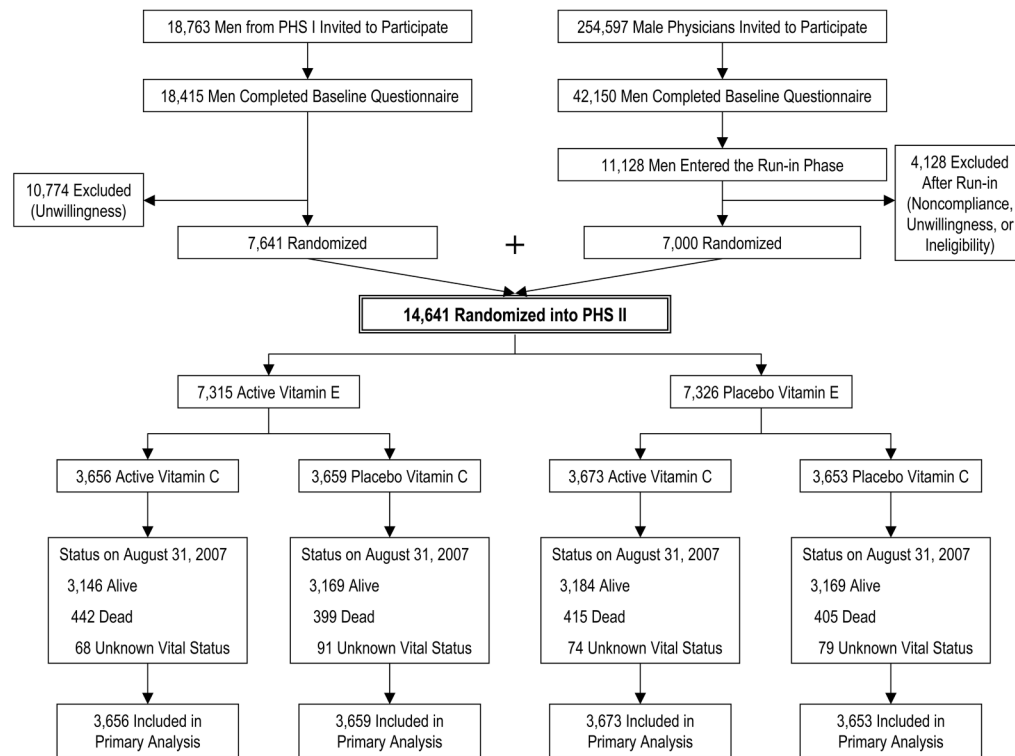 18,763 Men from PHS I Invited to Participate
254,597 Male Physicians Invited to Participate
18,415 Men Completed Baseline Questionnaire
42,150 Men Completed Baseline Questionnaire
11,128 Men Entered the Run-in Phase
10,774 Excluded
(Unwillingness)
4,128 Excluded
After Run-in
(Noncompliance,
Unwillingness, or
Ineligibility)
7,641 Randomized
+
7,000 Randomized
14,641 Randomized into PHS II
7,315 Active Vitamin E
7,326 Placebo Vitamin E
3,656 Active Vitamin C
3,659 Placebo Vitamin C
3,673 Active Vitamin C
3,653 Placebo Vitamin C
Status on August 31, 2007
3,146 Alive
442 Dead
68 Unknown Vital Status
Status on August 31, 2007
3,169 Alive
399 Dead
91 Unknown Vital Status
Status on August 31, 2007
3,184 Alive
415 Dead
74 Unknown Vital Status
Status on August 31, 2007
3,169 Alive
405 Dead
79 Unknown Vital Status
3,656 Included in
Primary Analysis
3,659 Included in
Primary Analysis
3,673 Included in
Primary Analysis
3,653 Included in
Primary Analysis